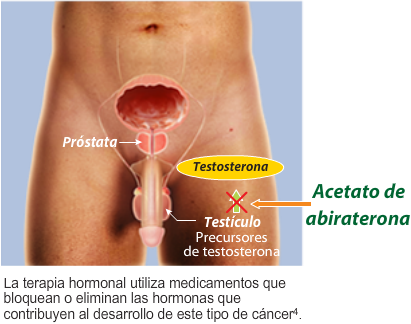 Próstata
Testosterona
Acetato de
abiraterona
Testículo
Precursores
de testosterona
La terapia hormonal utiliza medicamentos que
bloquean o eliminan las hormonas que
contribuyen al desarrollo de este tipo de cáncer⁴.